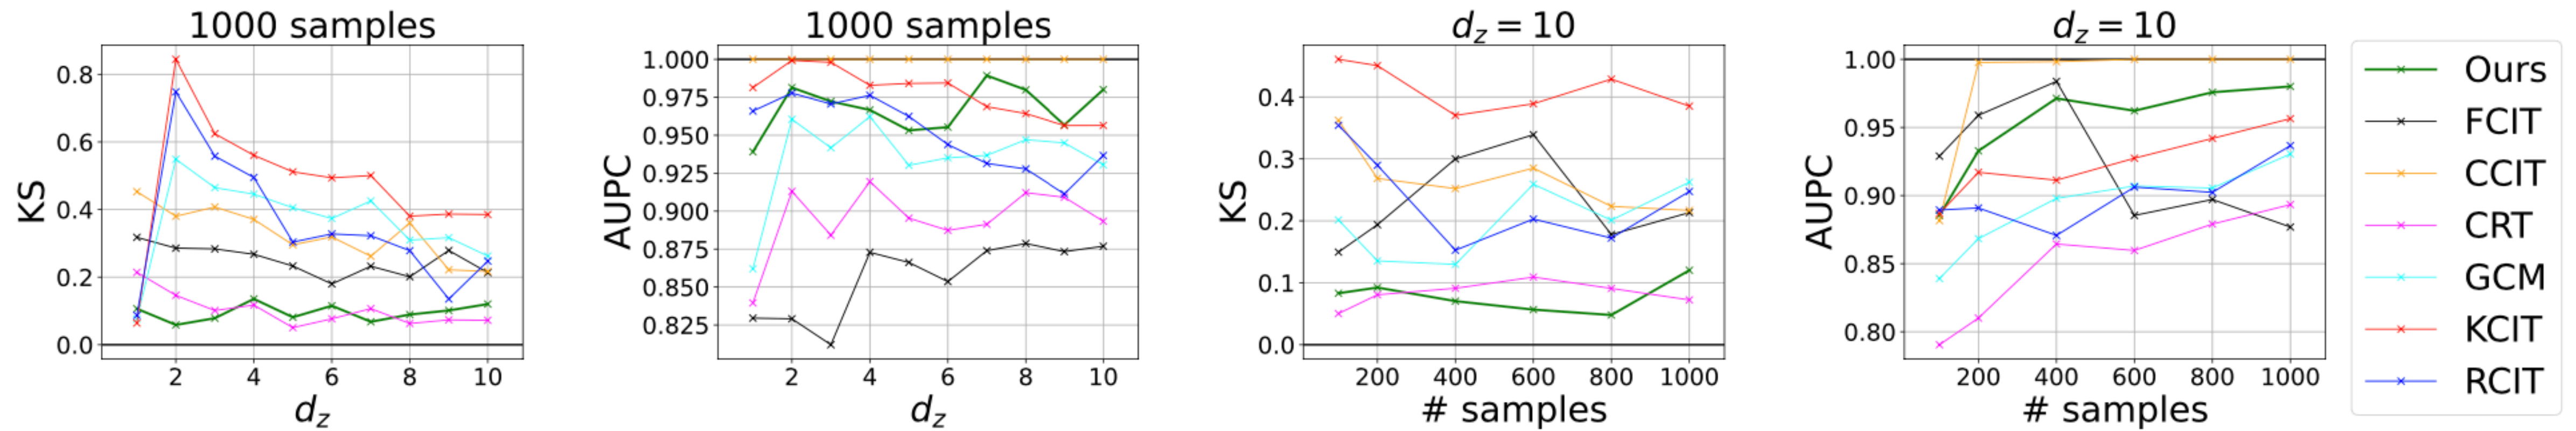 1000 samples
KS
0.8
0.6
0.4
0.2
0.0
2 4 6 8 10
d_z
1000 samples
AUPC
1.000
0.975
0.950
0.925
0.900
0.875
0.850
0.825
2 4 6 8 10
d_z
d_z = 10
KS
0.4
0.3
0.2
0.1
0.0
200 400 600 800 1000
# samples
d_z = 10
AUPC
1.00
0.95
0.90
0.85
0.80
200 400 600 800 1000
# samples
Ours
FCIT
CCIT
CRT
GCM
KCIT
RCIT